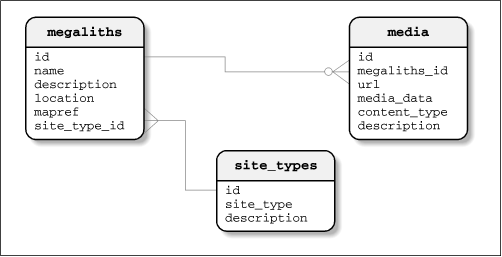 megaliths
id
name
description
location
mapref
site_type_id
media
id
megaliths_id
url
media_data
content_type
description
site_types
id
site_type
description